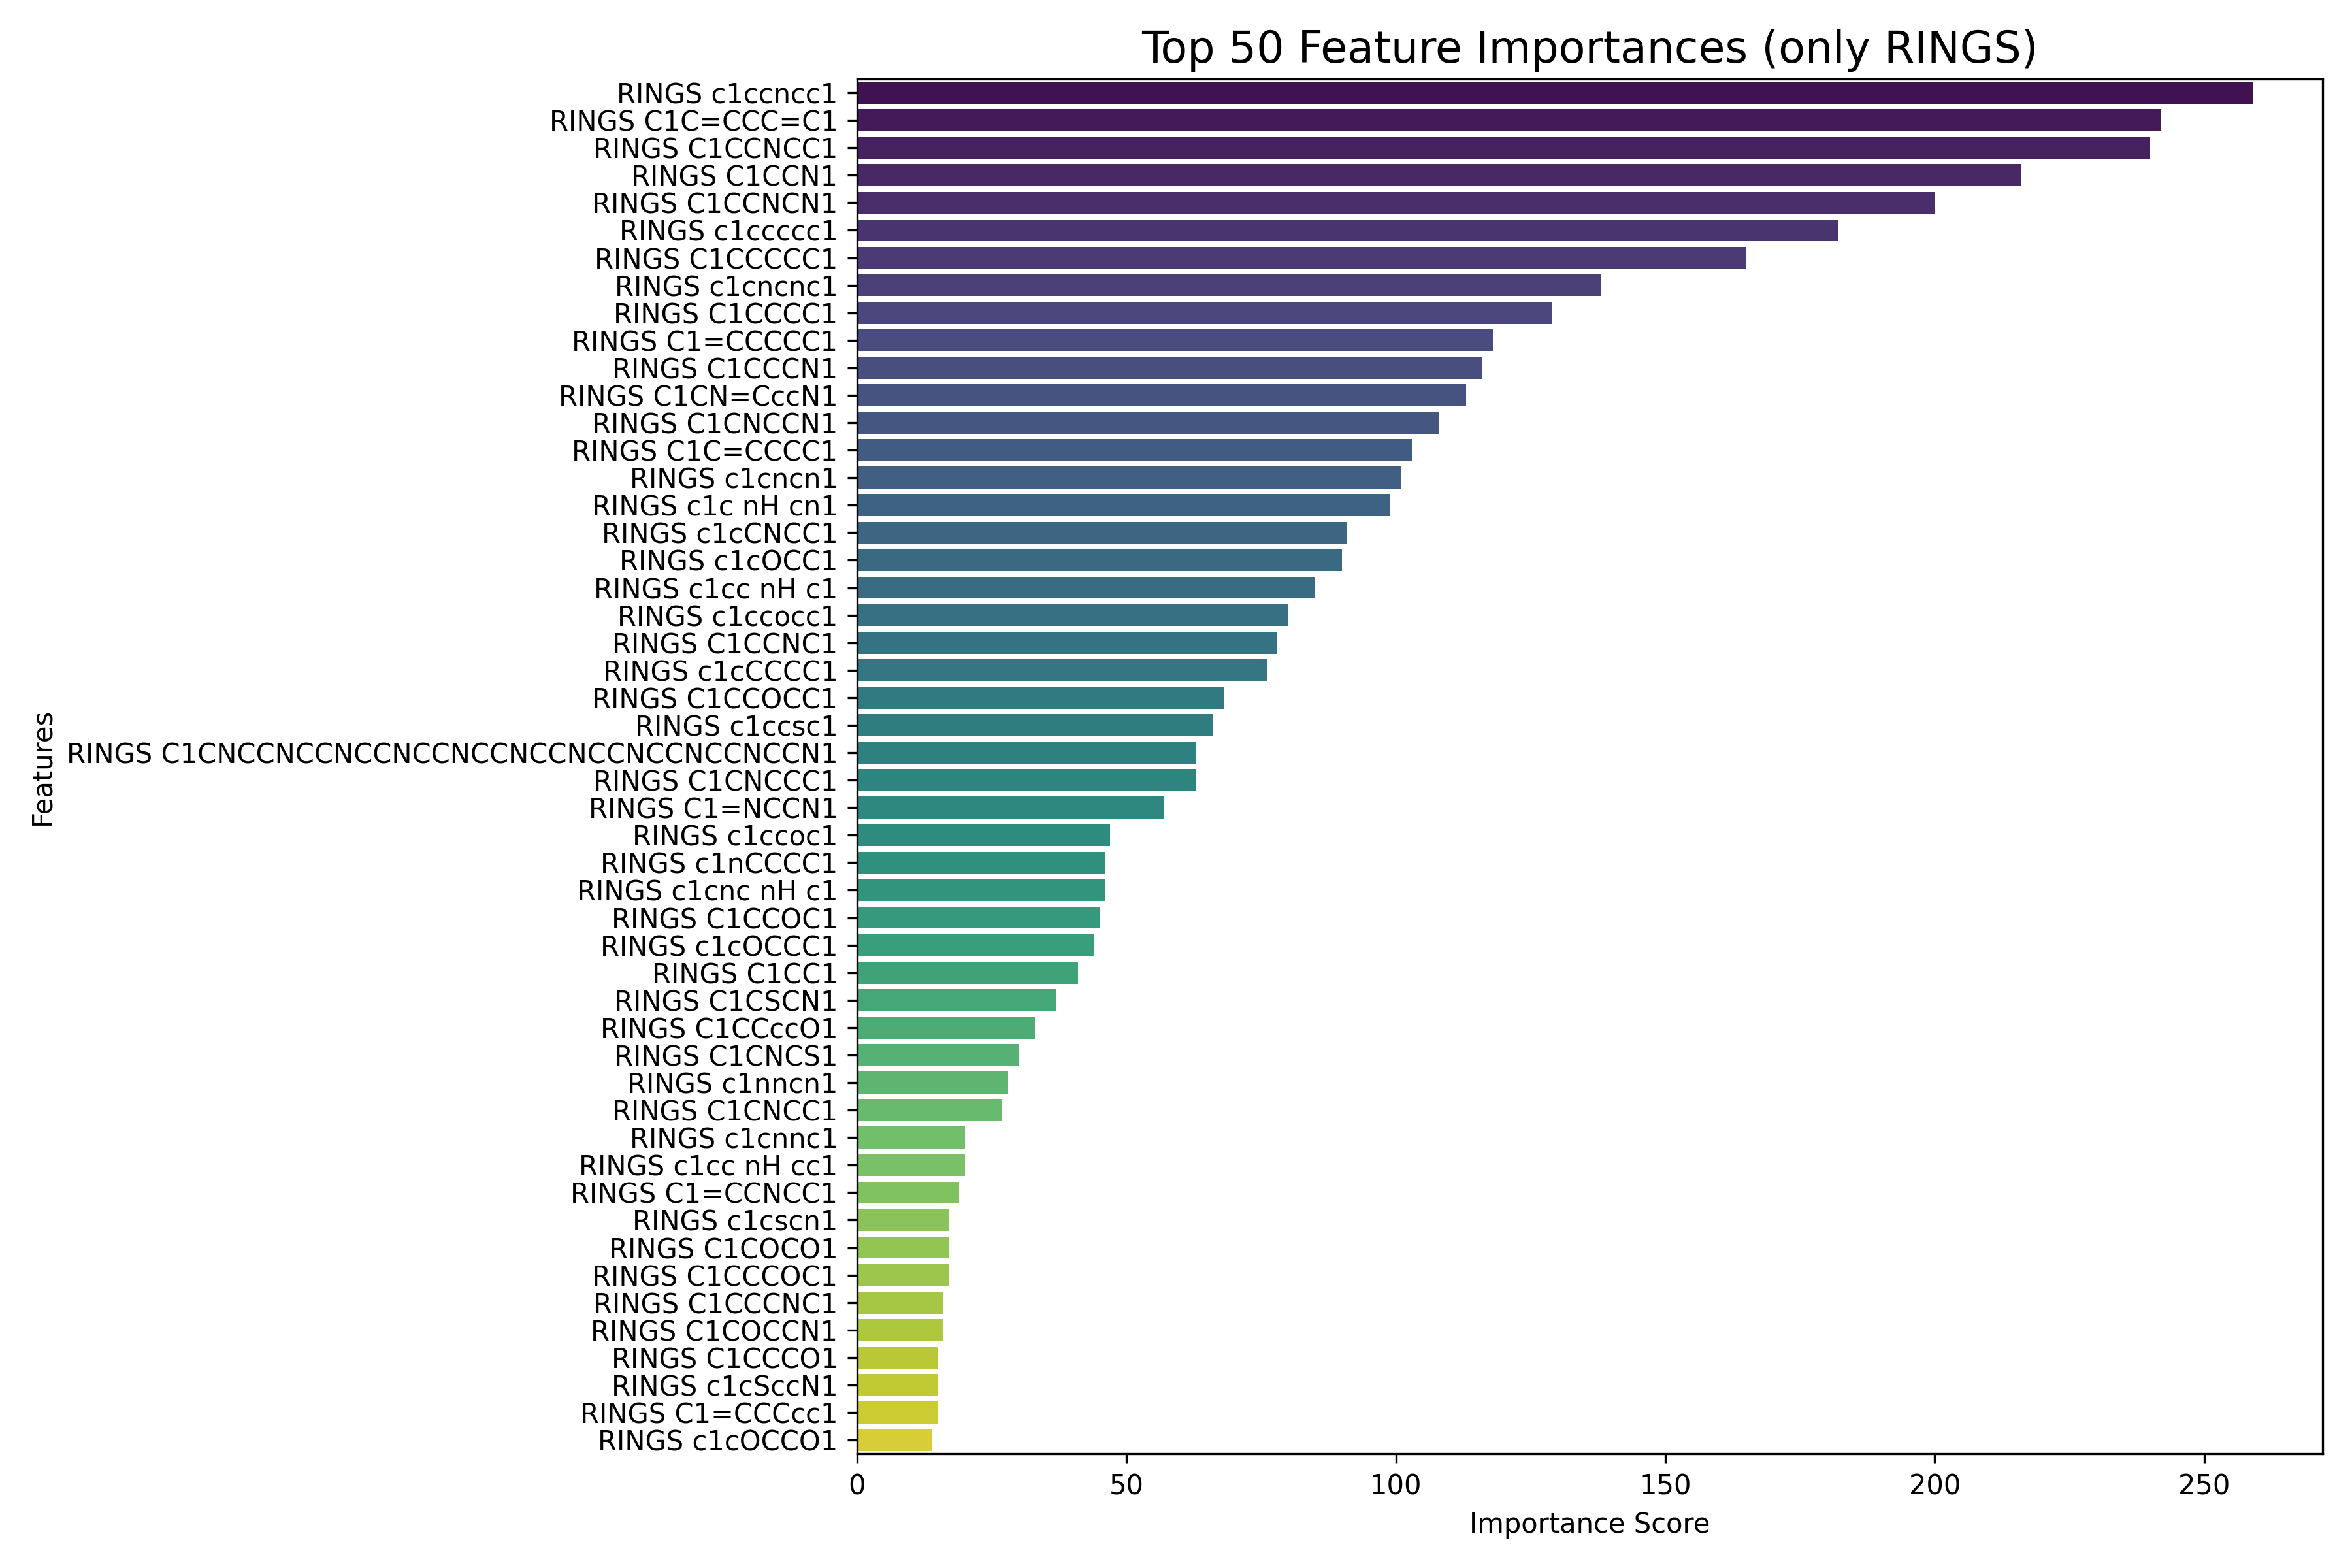 Top 50 Feature Importances (only RINGS)
RINGS c1ccncc1
RINGS C1C=CCC=C1
RINGS C1CCNCC1
RINGS C1CCN1
RINGS C1CCNCN1
RINGS c1ccccc1
RINGS C1CCCCC1
RINGS c1cncnc1
RINGS C1CCCC1
RINGS C1=CCCCC1
RINGS C1CCCN1
RINGS C1CN=CccN1
RINGS C1CNCCN1
RINGS C1C=CCCC1
RINGS c1cncn1
RINGS c1c nH cn1
RINGS c1cCNCC1
RINGS c1cOCC1
RINGS c1cc nH c1
RINGS c1ccocc1
RINGS C1CCNC1
RINGS c1cCCCC1
RINGS C1CCOCC1
RINGS c1ccsc1
RINGS C1CNCCNCCNCCNCCNCCNCCNCCNCCNCCNCCN1
RINGS C1CNCCC1
RINGS C1=NCCN1
RINGS c1ccoc1
RINGS c1nCCCC1
RINGS c1cnc nH c1
RINGS C1CCOC1
RINGS c1cOCCC1
RINGS C1CC1
RINGS C1CSCN1
RINGS C1CCccO1
RINGS C1CNCS1
RINGS c1nncn1
RINGS C1CNCC1
RINGS c1cnnc1
RINGS c1cc nH cc1
RINGS C1=CCNCC1
RINGS c1cscn1
RINGS C1COCO1
RINGS C1CCCOC1
RINGS C1CCCNC1
RINGS C1COCCN1
RINGS C1CCCO1
RINGS c1cSccN1
RINGS C1=CCCcc1
RINGS c1cOCCO1
Features
0 50 100 150 200 250
Importance Score